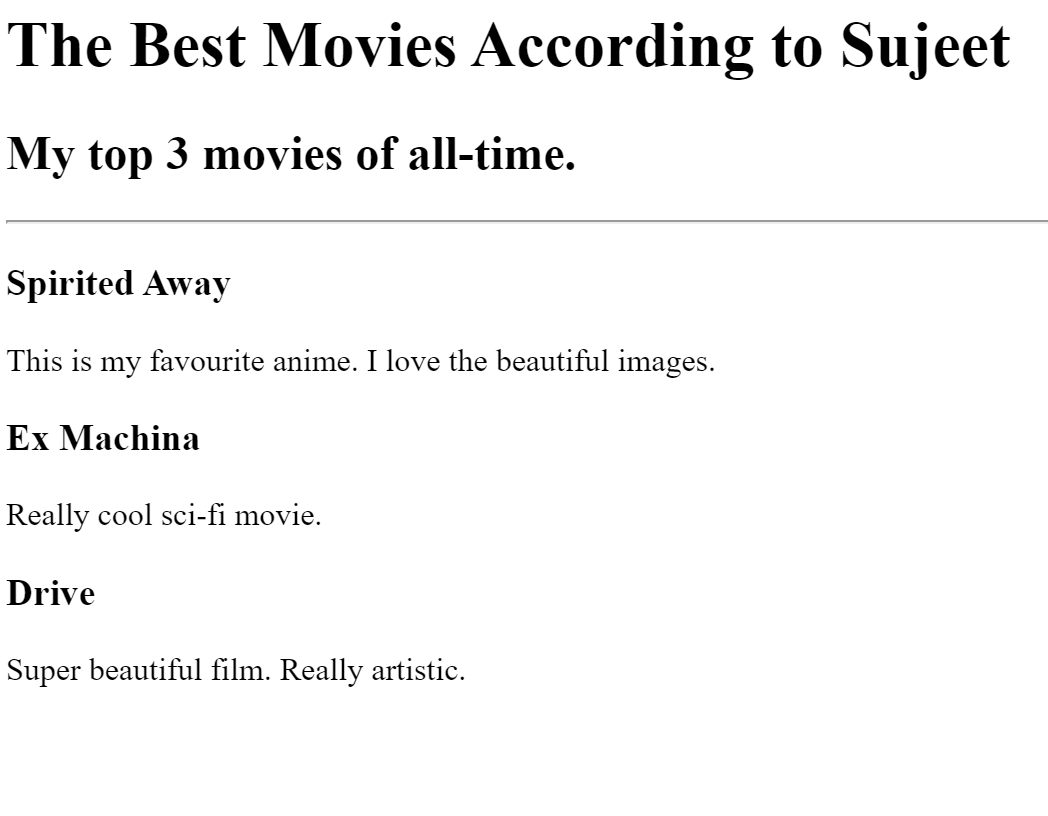 The Best Movies According to Sujeet
My top 3 movies of all-time.
Spirited Away
This is my favourite anime. I love the beautiful images.
Ex Machina
Really cool sci-fi movie.
Drive
Super beautiful film. Really artistic.